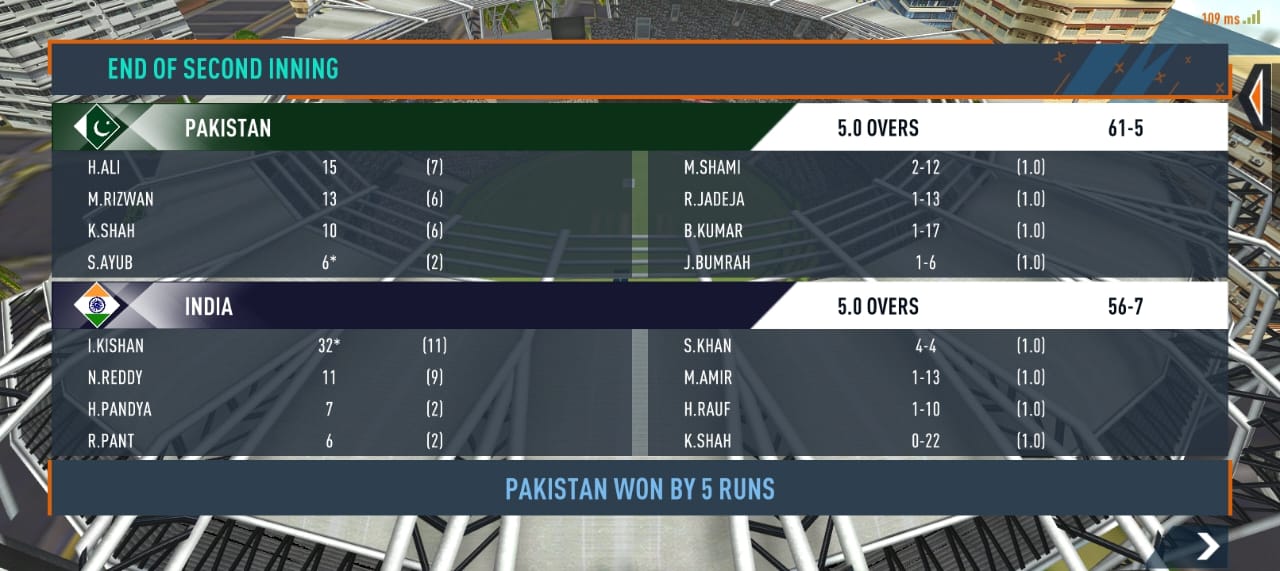 109 ms
END OF SECOND INNING
PAKISTAN 5.0 OVERS 61-5
H.ALI 15 (7) M.SHAMI 2-12 (1.0)
M.RIZWAN 13 (6) R.JADEJA 1-13 (1.0)
K.SHAH 10 (6) B.KUMAR 1-17 (1.0)
S.AYUB 6* (2) J.BUMRAH 1-6 (1.0)
INDIA 5.0 OVERS 56-7
I.KISHAN 32* (11) S.KHAN 4-4 (1.0)
N.REDDY 11 (9) M.AMIR 1-13 (1.0)
H.PANDYA 7 (2) H.RAUF 1-10 (1.0)
R.PANT 6 (2) K.SHAH 0-22 (1.0)
PAKISTAN WON BY 5 RUNS